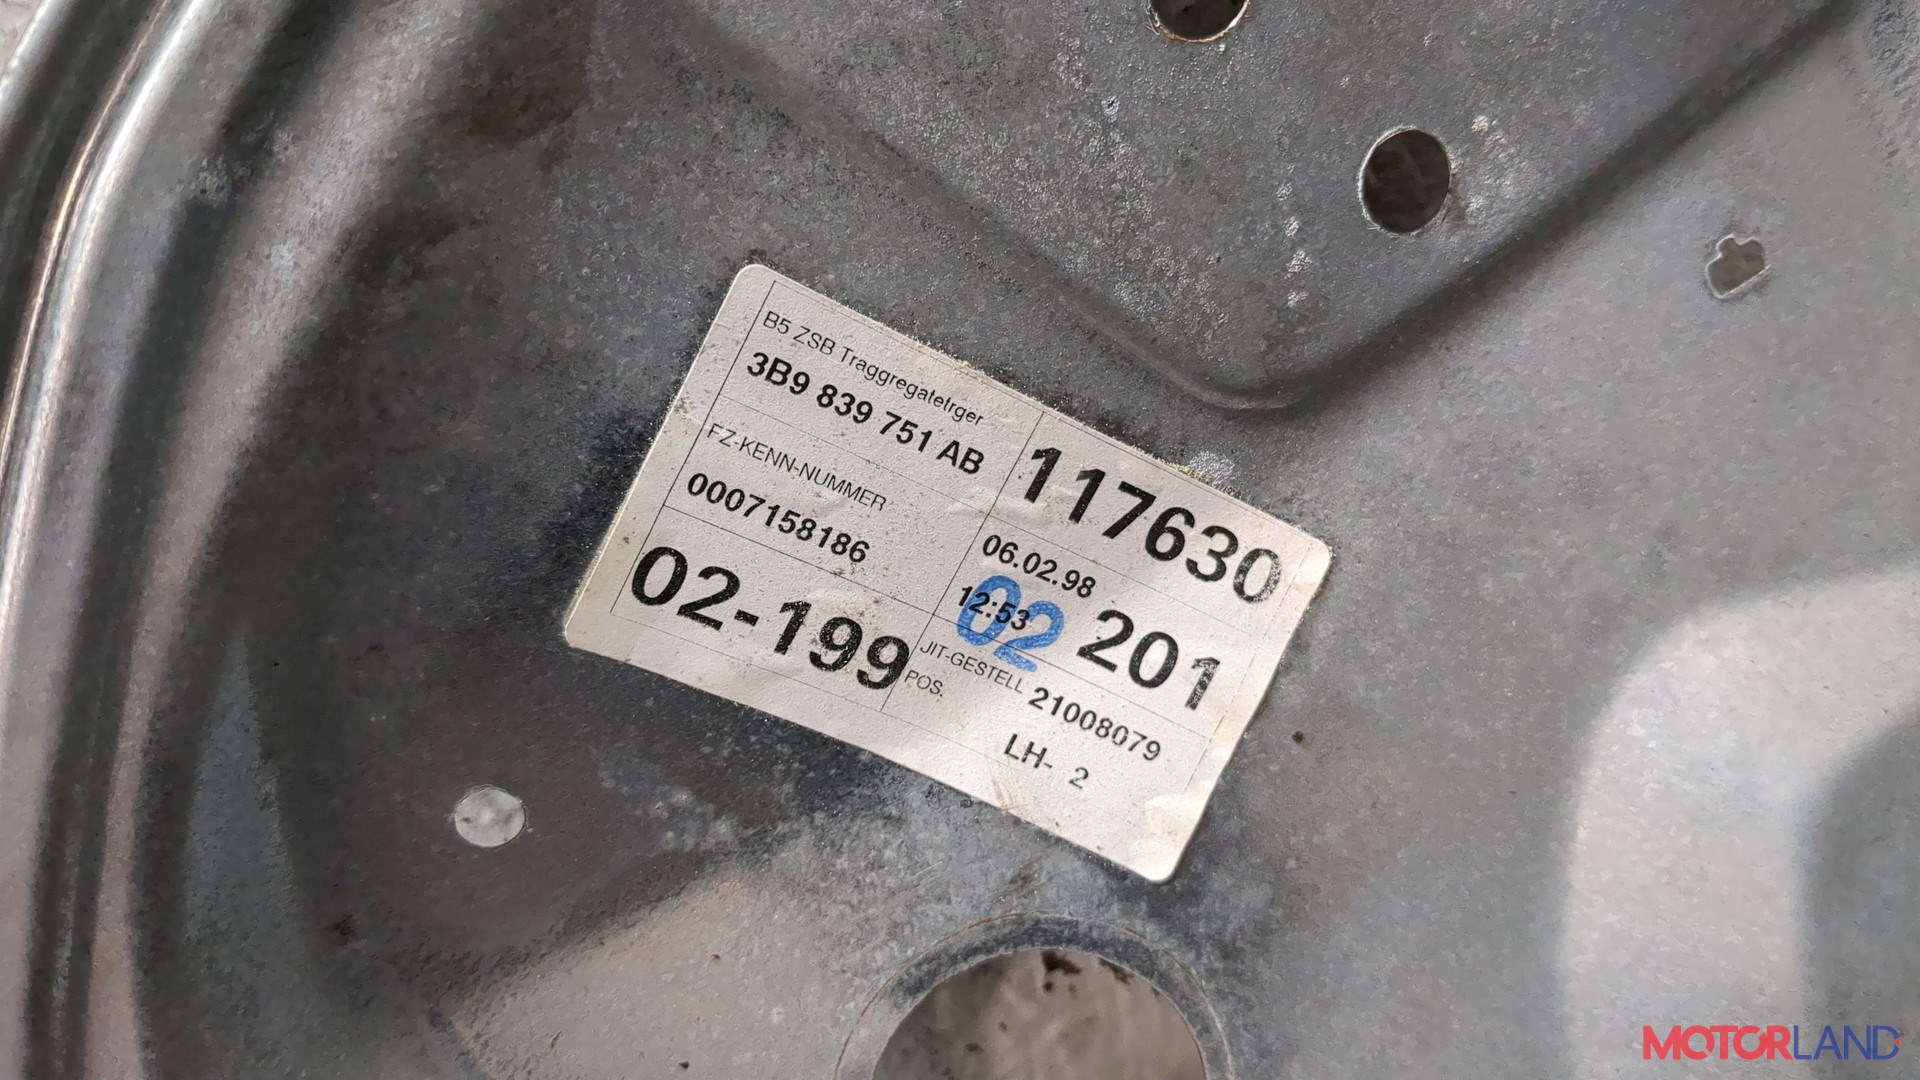 B5 ZSB Traggregatetrger
3B9 839 751 AB
117630
FZ-KENN-NUMMER
0007158186
06.02.98
12:53
02
201
02-199
JIT-GESTELL
21008079
POS.
LH- 2
MOTORLAND